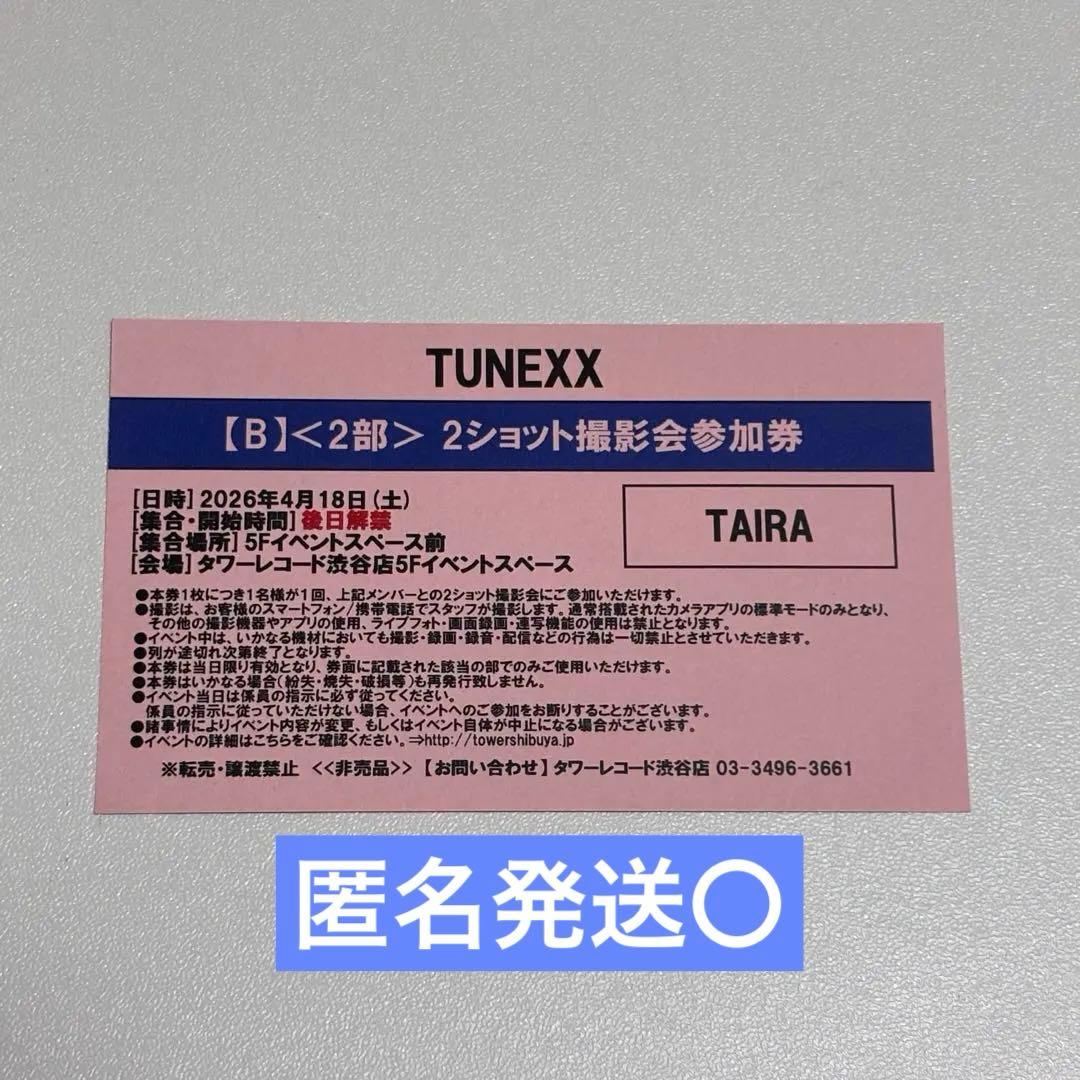 TUNEXX
【B】＜2部＞ 2ショット撮影会参加券
[日時] 2026年4月18日(土)
[集合・開始時間] 後日解禁
[集合場所] 5Fイベントスペース前
[会場] タワーレコード渋谷店5Fイベントスペース
TAIRA
●本券1枚につき1名様が1回、上記メンバーとの2ショット撮影会にご参加いただけます。
●撮影は、お客様のスマートフォン/携帯電話でスタッフが撮影します。通常搭載されたカメラアプリの標準モードのみとなり、
その他の撮影機器やアプリの使用、ライブフォト・画面録画・連写機能の使用は禁止となります。
●イベント中は、いかなる機材においても撮影・録画・録音・配信などの行為は一切禁止とさせていただきます。
●列が途切れ次第終了となります。
●本券は当日限り有効となり、券面に記載された該当の部でのみご使用いただけます。
●本券はいかなる場合(紛失・焼失・破損等)も再発行致しません。
●イベント当日は係員の指示に必ず従ってください。
係員の指示に従っていただけない場合、イベントへのご参加をお断りすることがございます。
●諸事情によりイベント内容が変更、もしくはイベント自体が中止になる場合がございます。
●イベントの詳細はこちらをご確認ください。⇒http://towershibuya.jp
※転売・譲渡禁止 <<非売品>> 【お問い合わせ】タワーレコード渋谷店 03-3496-3661
匿名発送〇